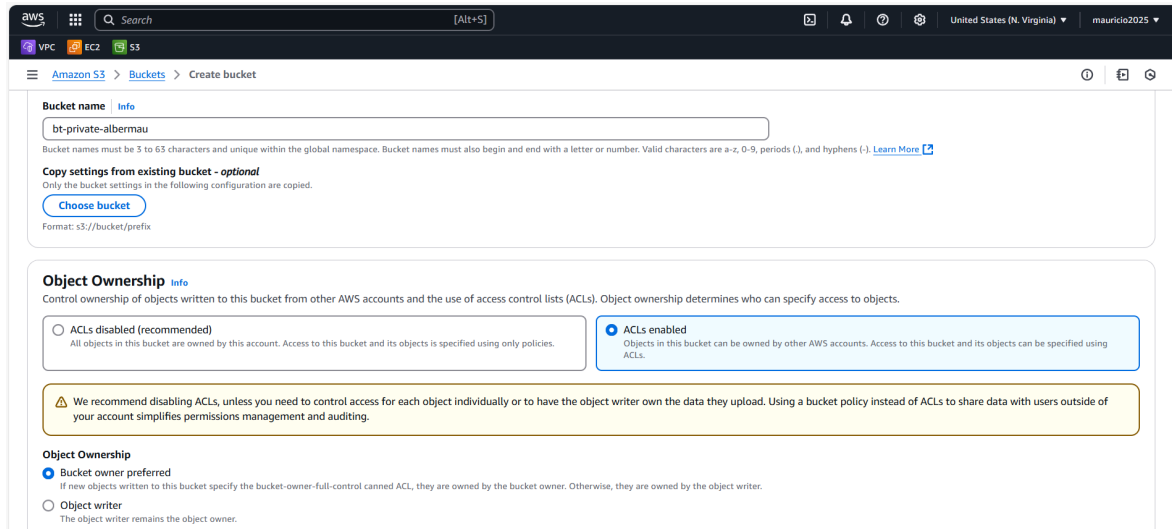 aws
Search [Alt+S] United States (N. Virginia) ▼ mauricio2025 ▼
VPC EC2 S3
Amazon S3 > Buckets > Create bucket
Bucket name Info
bt-private-albermau
Bucket names must be 3 to 63 characters and unique within the global namespace. Bucket names must also begin and end with a letter or number. Valid characters are a-z, 0-9, periods (.), and hyphens (-). Learn More
Copy settings from existing bucket - optional
Only the bucket settings in the following configuration are copied.
Choose bucket
Format: s3://bucket/prefix
Object Ownership Info
Control ownership of objects written to this bucket from other AWS accounts and the use of access control lists (ACLs). Object ownership determines who can specify access to objects.
ACLs disabled (recommended)
All objects in this bucket are owned by this account. Access to this bucket and its objects is specified using only policies.
ACLs enabled
Objects in this bucket can be owned by other AWS accounts. Access to this bucket and its objects can be specified using
ACLs.
We recommend disabling ACLs, unless you need to control access for each object individually or to have the object writer own the data they upload. Using a bucket policy instead of ACLs to share data with users outside of
your account simplifies permissions management and auditing.
Object Ownership
Bucket owner preferred
If new objects written to this bucket specify the bucket-owner-full-control canned ACL, they are owned by the bucket owner. Otherwise, they are owned by the object writer.
Object writer
The object writer remains the object owner.